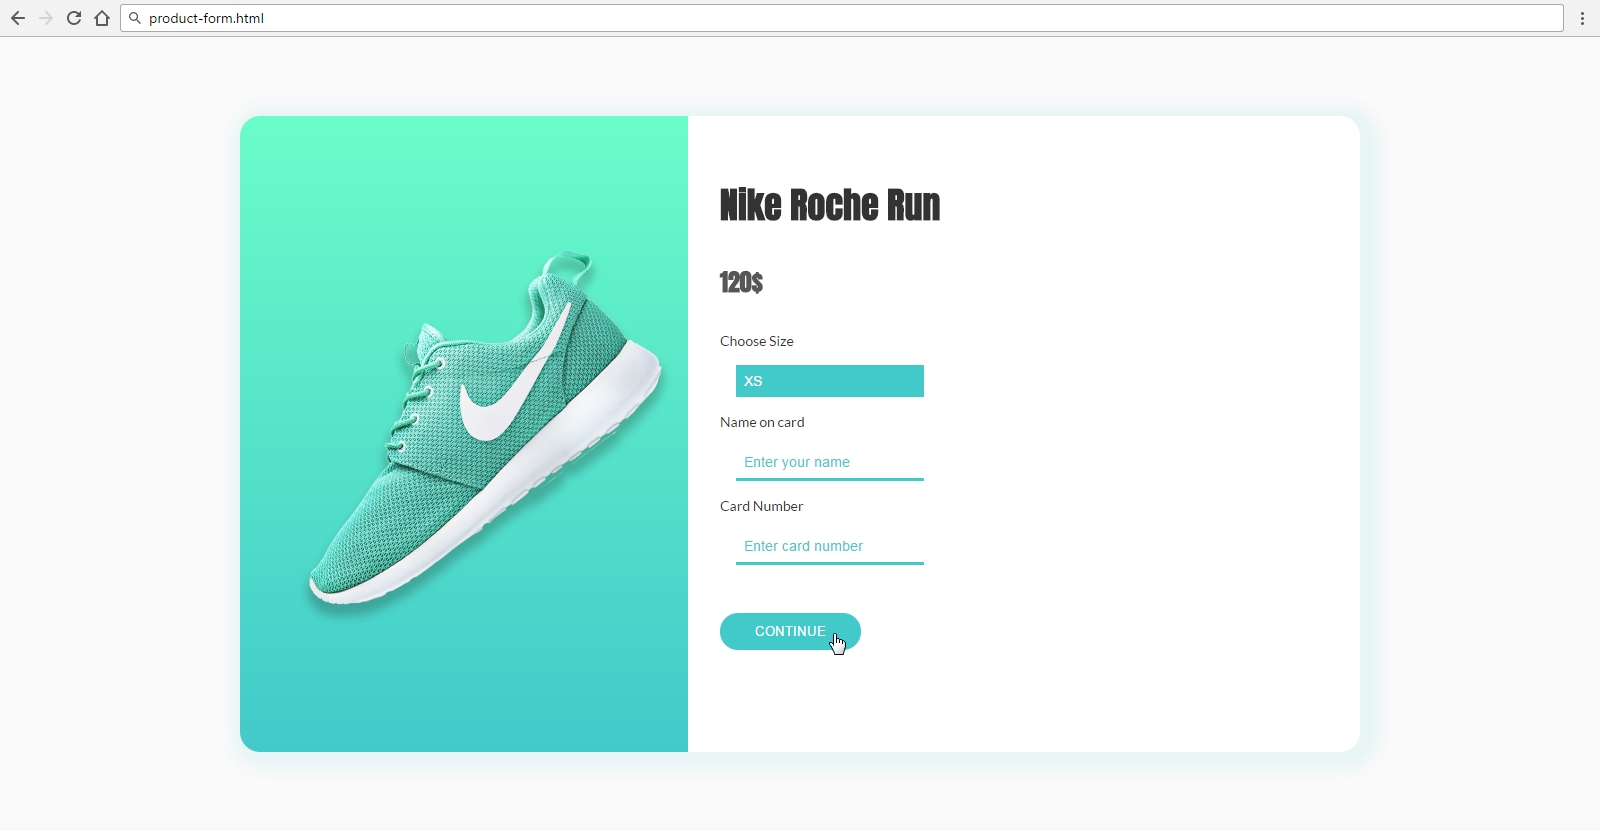 product-form.html
Nike Roche Run
120$
Choose Size
XS
Name on card
Enter your name
Card Number
Enter card number
CONTINUE